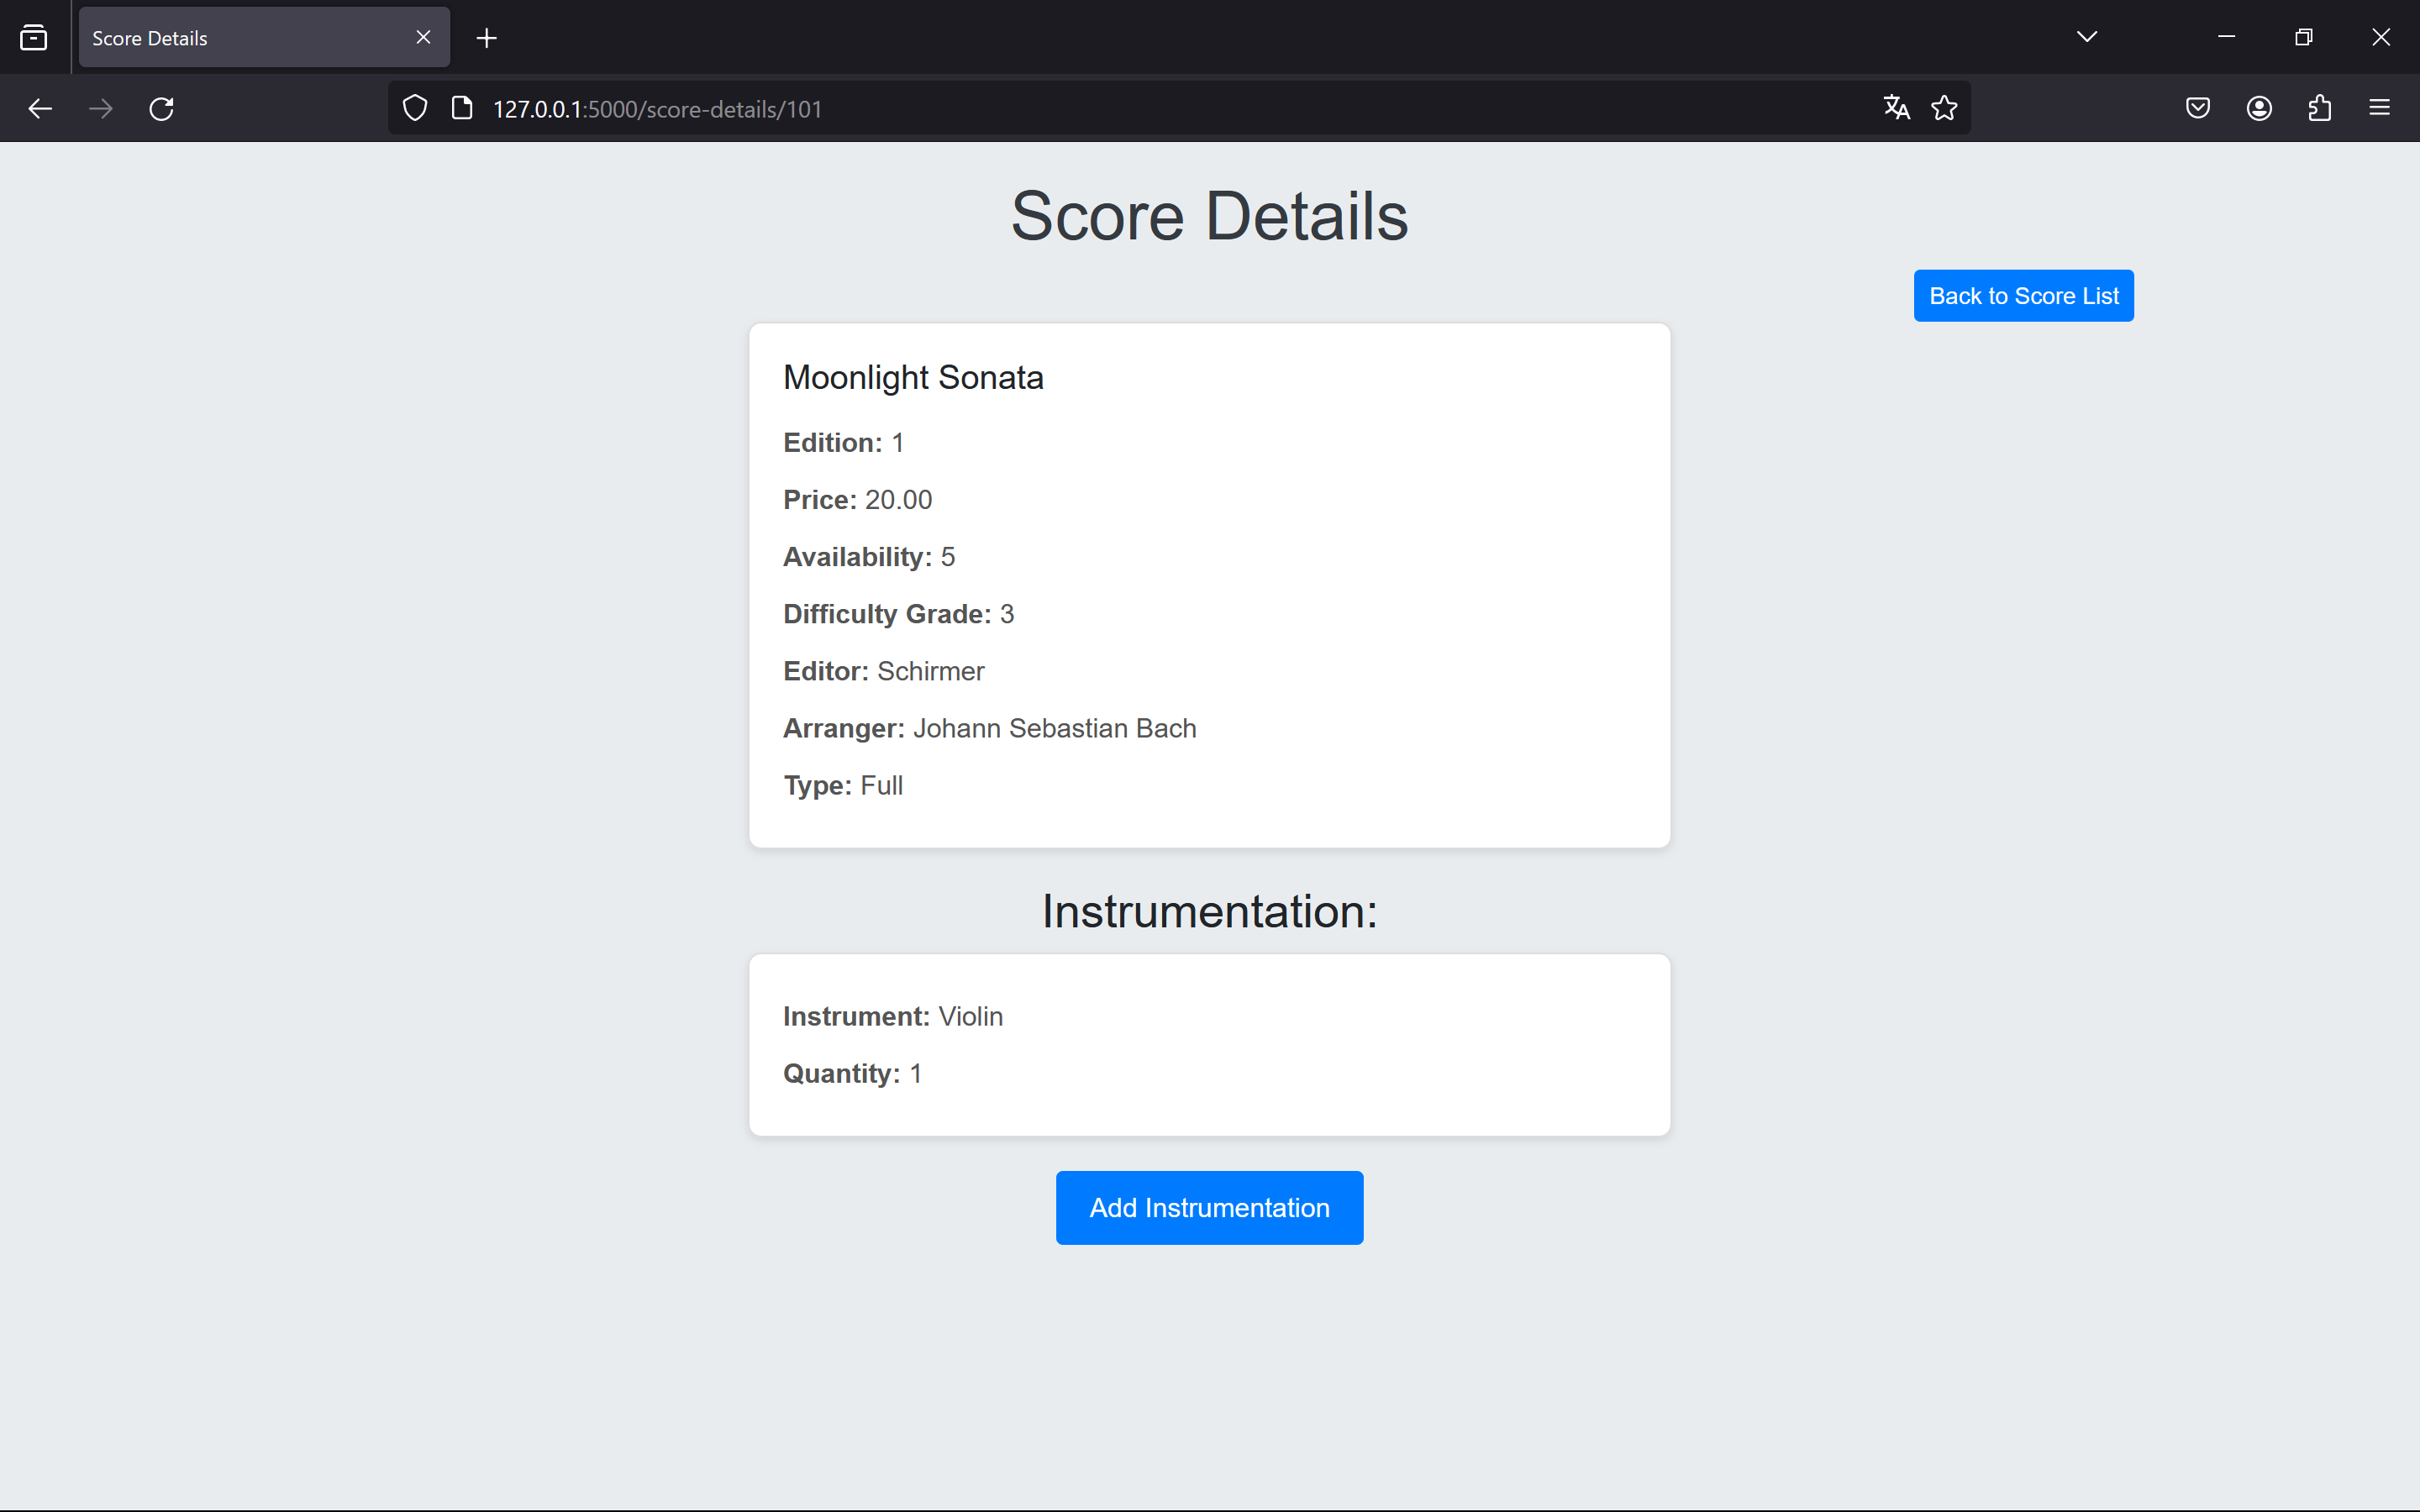 Score Details
127.0.0.1:5000/score-details/101
Score Details
Back to Score List
Moonlight Sonata
Edition: 1
Price: 20.00
Availability: 5
Difficulty Grade: 3
Editor: Schirmer
Arranger: Johann Sebastian Bach
Type: Full
Instrumentation:
Instrument: Violin
Quantity: 1
Add Instrumentation